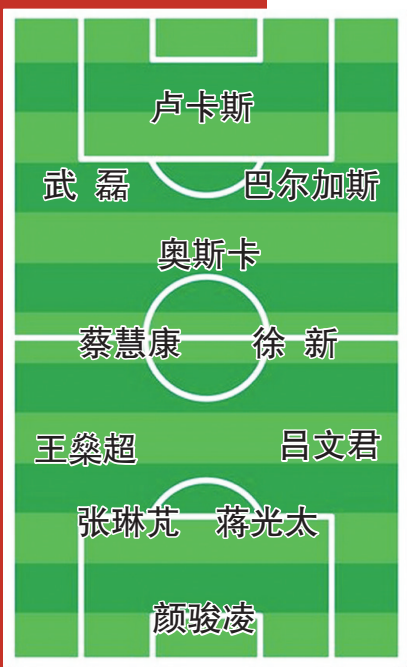 卢卡斯
武 磊 巴尔加斯
奥斯卡
蔡慧康 徐 新
王燊超 吕文君
张琳芃 蒋光太
颜骏凌